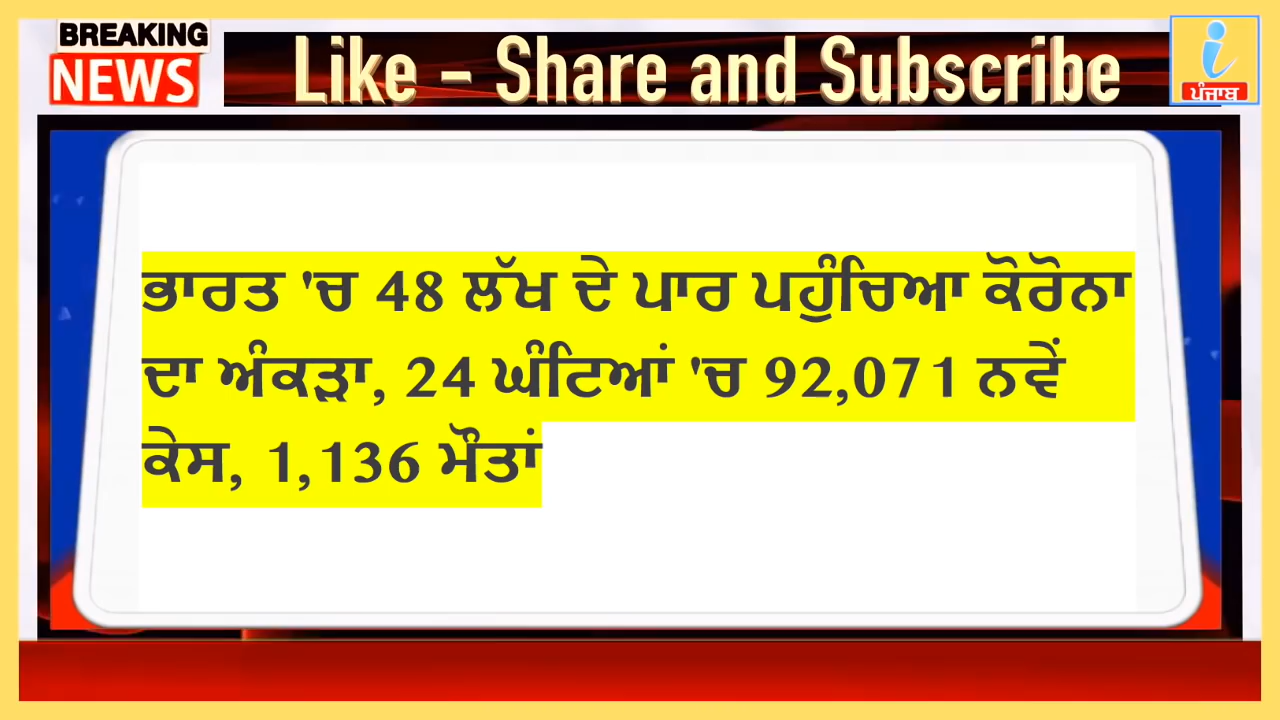 BREAKING
NEWS
Like – Share and Subscribe
i
ਪੰਜਾਬ
ਭਾਰਤ 'ਚ 48 ਲੱਖ ਦੇ ਪਾਰ ਪਹੁੰਚਿਆ ਕੋਰੋਨਾ
ਦਾ ਅੰਕੜਾ, 24 ਘੰਟਿਆਂ 'ਚ 92,071 ਨਵੇਂ
ਕੇਸ, 1,136 ਮੌਤਾਂ